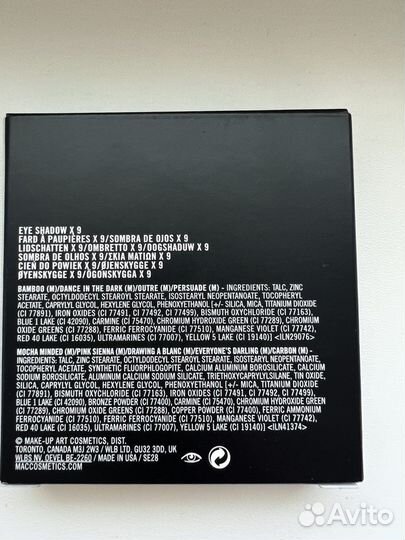 EYE SHADOW X 9
FARD À PAUPIÈRES X 9/SOMBRA DE OJOS X 9
LIDSCHATTEN X 9/OMBRETTO X 9/OOGSHADUW X 9
SOMBRA DE OLHOS X 9/ΣΚΙΑ ΜΑΤΙΩΝ X 9
CIEŃ DO POWIEK X 9/ØJENSKYGGE X 9
ØYENSKYGGE X 9/ÖGONSKUGGA X 9
BAMBOO (M)/DANCE IN THE DARK (M)/OUTRE (M)/PERSUADE (M) - INGREDIENTS: TALC, ZINC
STEARATE, OCTYLDODECYL STEAROYL STEARATE, ISOSTEARYL NEOPENTANOATE, TOCOPHERYL
ACETATE, CAPRYLYL GLYCOL, HEXYLENE GLYCOL, PHENOXYETHANOL [+/- SILICA, MICA, TITANIUM DIOXIDE
(CI 77891), IRON OXIDES (CI 77491, CI 77492, CI 77499), BISMUTH OXYCHLORIDE (CI 77163),
BLUE 1 LAKE (CI 42090), CARMINE (CI 75470), CHROMIUM HYDROXIDE GREEN (CI 77289), CHROMIUM
OXIDE GREENS (CI 77288), FERRIC FERROCYANIDE (CI 77510), MANGANESE VIOLET (CI 77742),
RED 40 LAKE (CI 16035), ULTRAMARINES (CI 77007), YELLOW 5 LAKE (CI 19140)] <ILN29076>
MOCHA MINDED (M)/PINK SIENNA (M)/DRAWING A BLANC (M)/EVERYONE'S DARLING (M)/CARBON (M) -
INGREDIENTS: TALC, ZINC STEARATE, OCTYLDODECYL STEAROYL STEARATE, ISOSTEARYL NEOPENTANOATE,
TOCOPHERYL ACETATE, SYNTHETIC FLUORPHLOGOPITE, CALCIUM ALUMINUM BOROSILICATE, CALCIUM
SODIUM BOROSILICATE, SODIUM DEHYDROACETATE, TRIETHOXYCAPRYLYLSILANE, TIN OXIDE,
SILICA, CAPRYLYL GLYCOL, HEXYLENE GLYCOL, PHENOXYETHANOL [+/- MICA, TITANIUM DIOXIDE
(CI 77891), BISMUTH OXYCHLORIDE (CI 77163), IRON OXIDES (CI 77491, CI 77492, CI 77499),
BLUE 1 LAKE (CI 42090), BRONZE POWDER (CI 77400), CARMINE (CI 75470), CHROMIUM HYDROXIDE GREEN
(CI 77289), CHROMIUM OXIDE GREENS (CI 77288), COPPER POWDER (CI 77400), FERRIC AMMONIUM
FERROCYANIDE (CI 77510), FERRIC FERROCYANIDE (CI 77510), MANGANESE VIOLET (CI 77742),
RED 40 LAKE (CI 16035), ULTRAMARINES (CI 77007), YELLOW 5 LAKE (CI 19140)] <ILN41374>
© MAKE-UP ART COSMETICS, DIST.
TORONTO, CANADA M3J 2W3 / WLB LTD, GU32 3DD, UK
WLBS NV, OEVEL BE-2260 / MADE IN USA / SE28
MACCOSMETICS.COM
Avito